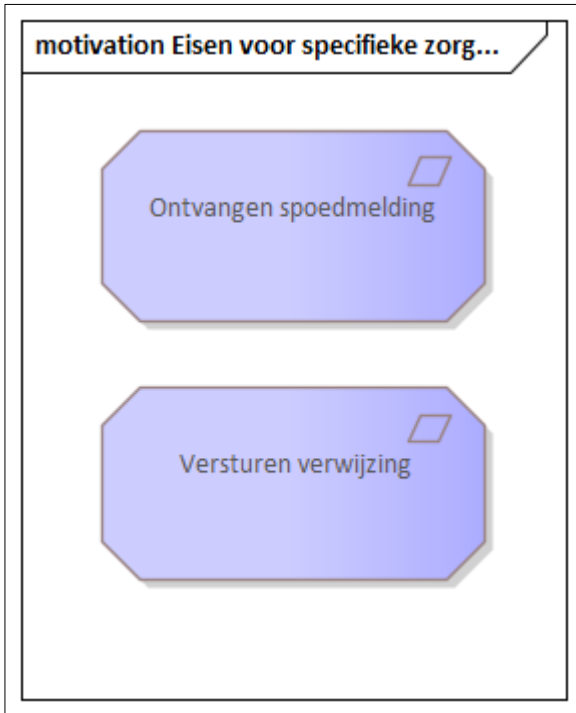 motivation Eisen voor specifieke zorg...
Ontvangen spoedmelding
Versturen verwijzing